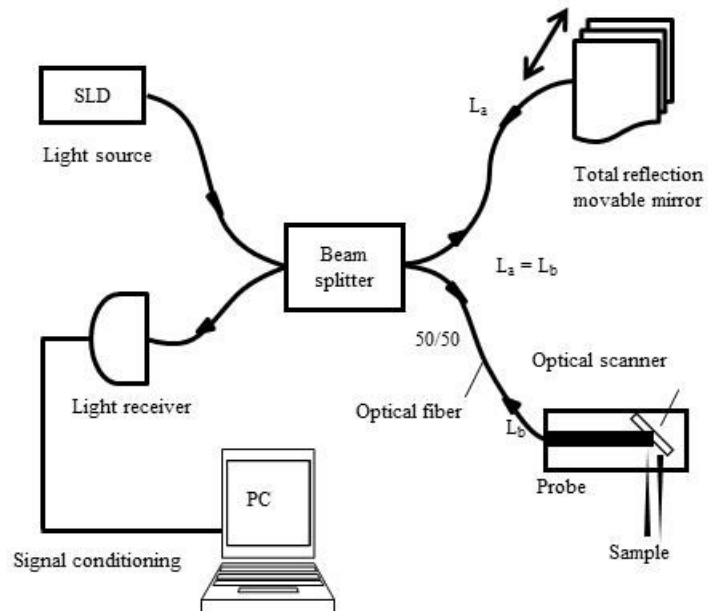 SLD
Light source
L_a
Total reflection
movable mirror
Beam
splitter
L_a = L_b
50/50
Optical scanner
Light receiver
Optical fiber
L_b
Probe
PC
Sample
Signal conditioning